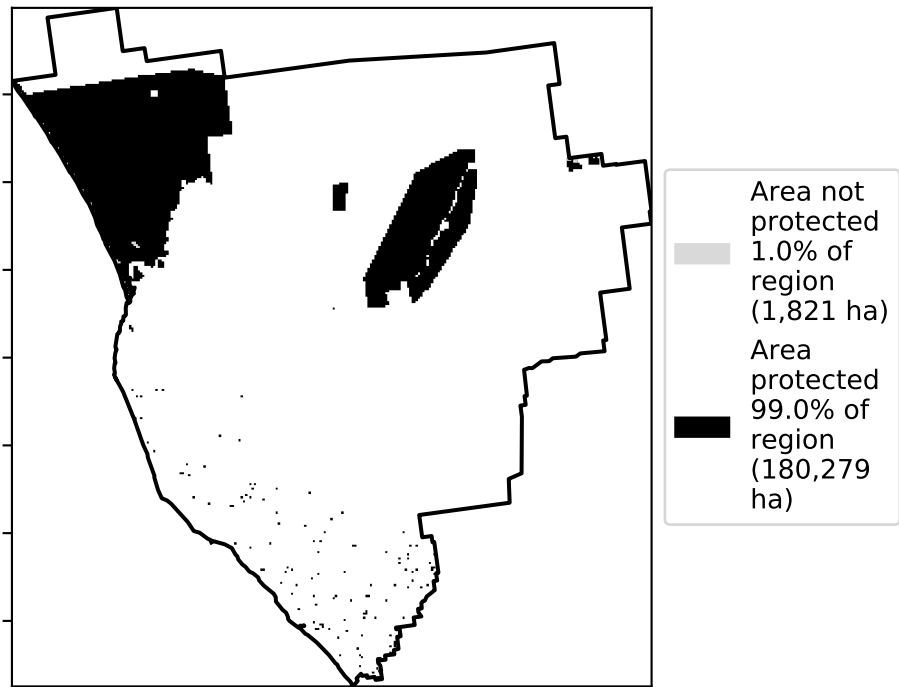 Area not
protected
1.0% of
region
(1,821 ha)
Area
protected
99.0% of
region
(180,279
ha)